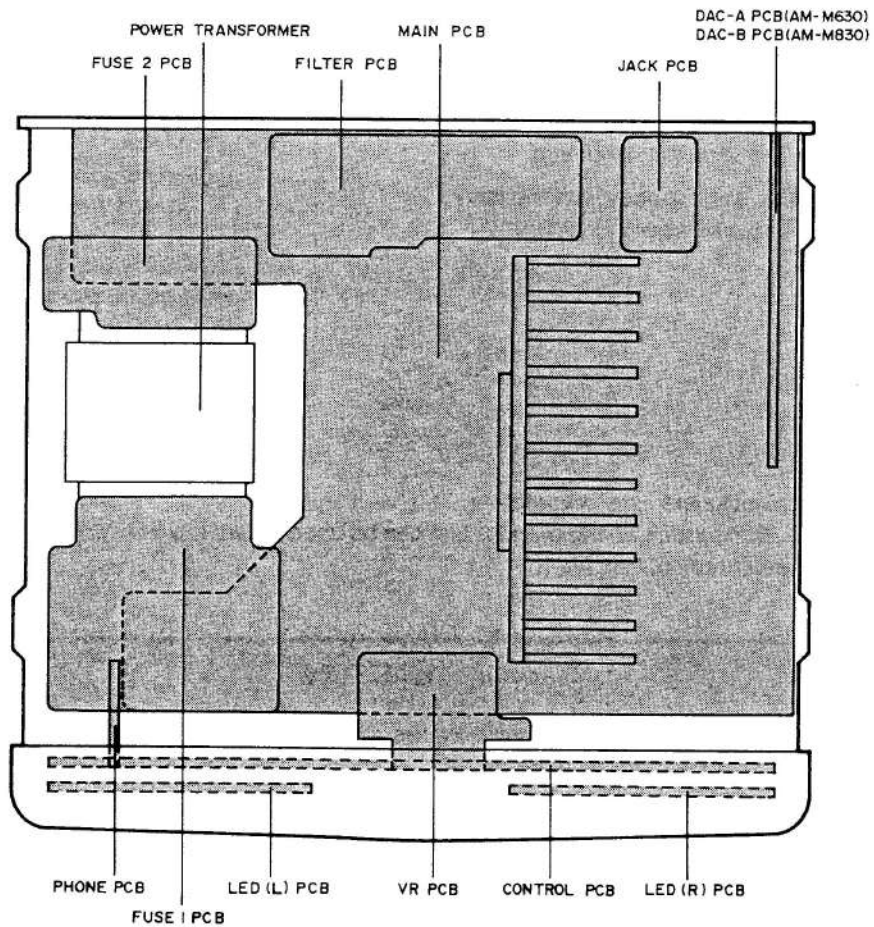 DAC-A PCB(AM-M630)
POWER TRANSFORMER
MAIN PCB
DAC-B PCB(AM-M830)
FUSE 2 PCB
FILTER PCB
JACK PCB
PHONE PCB
LED (L) PCB
VR PCB
CONTROL PCB
LED (R) PCB
FUSE I PCB